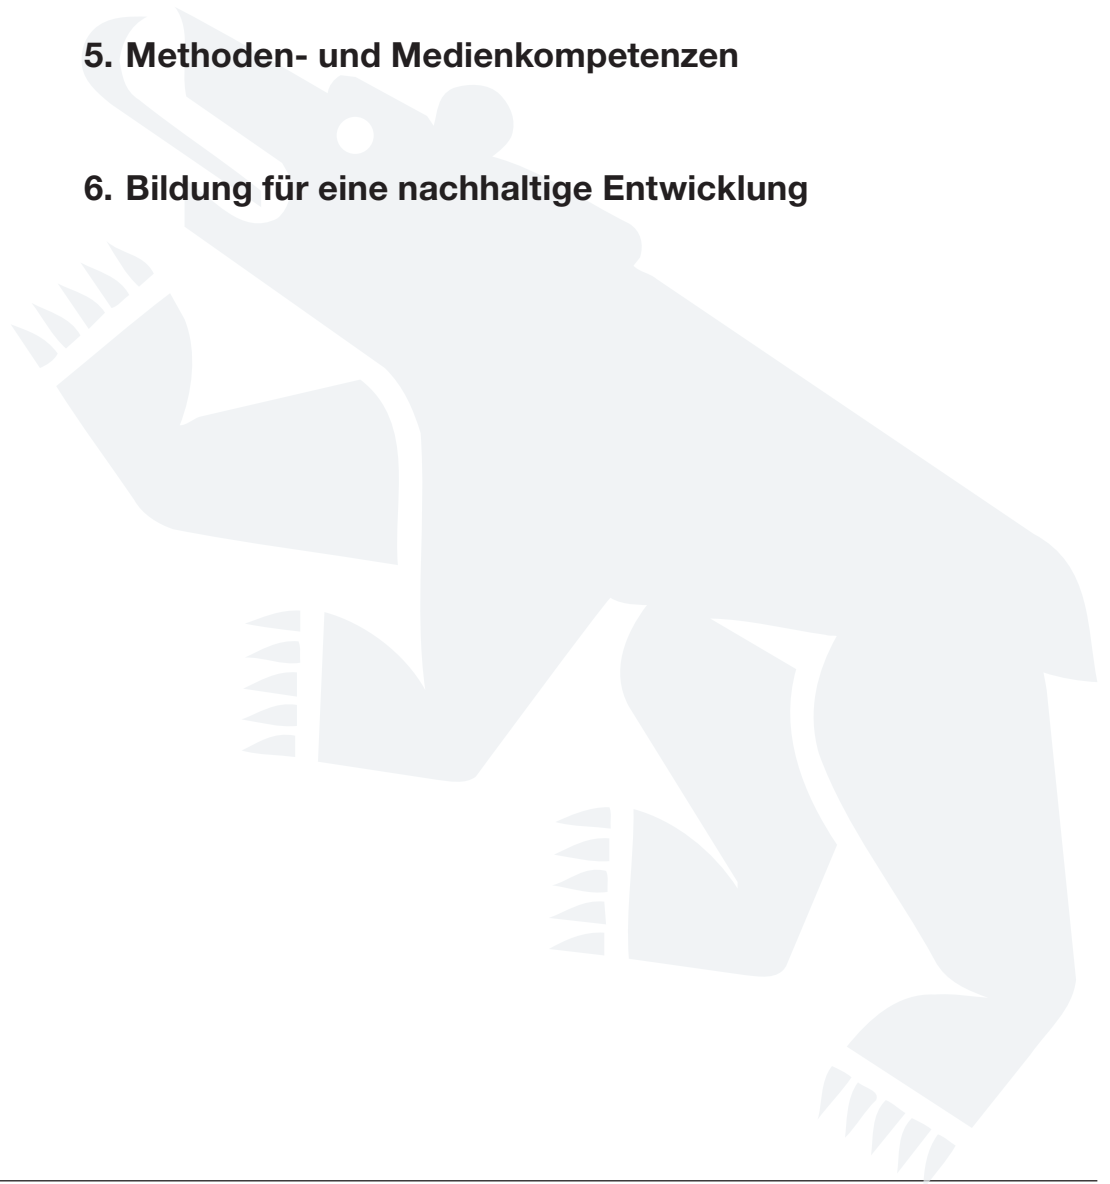 5. Methoden- und Medienkompetenzen
6. Bildung für eine nachhaltige Entwicklung